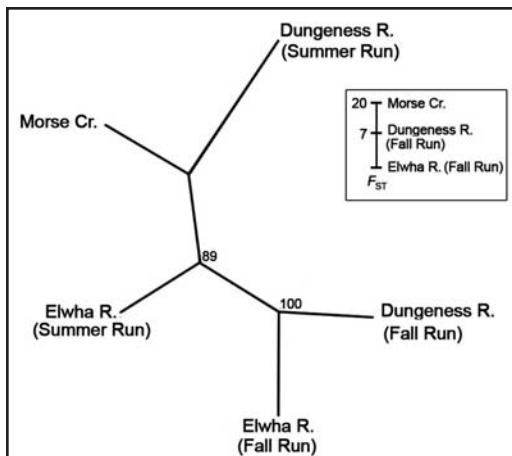 Dungeness R.
(Summer Run)
Morse Cr.
20
Morse Cr.
7
Dungeness R.
(Fall Run)
Elwha R. (Fall Run)
FST
89
100
Elwha R.
(Summer Run)
Dungeness R.
(Fall Run)
Elwha R.
(Fall Run)